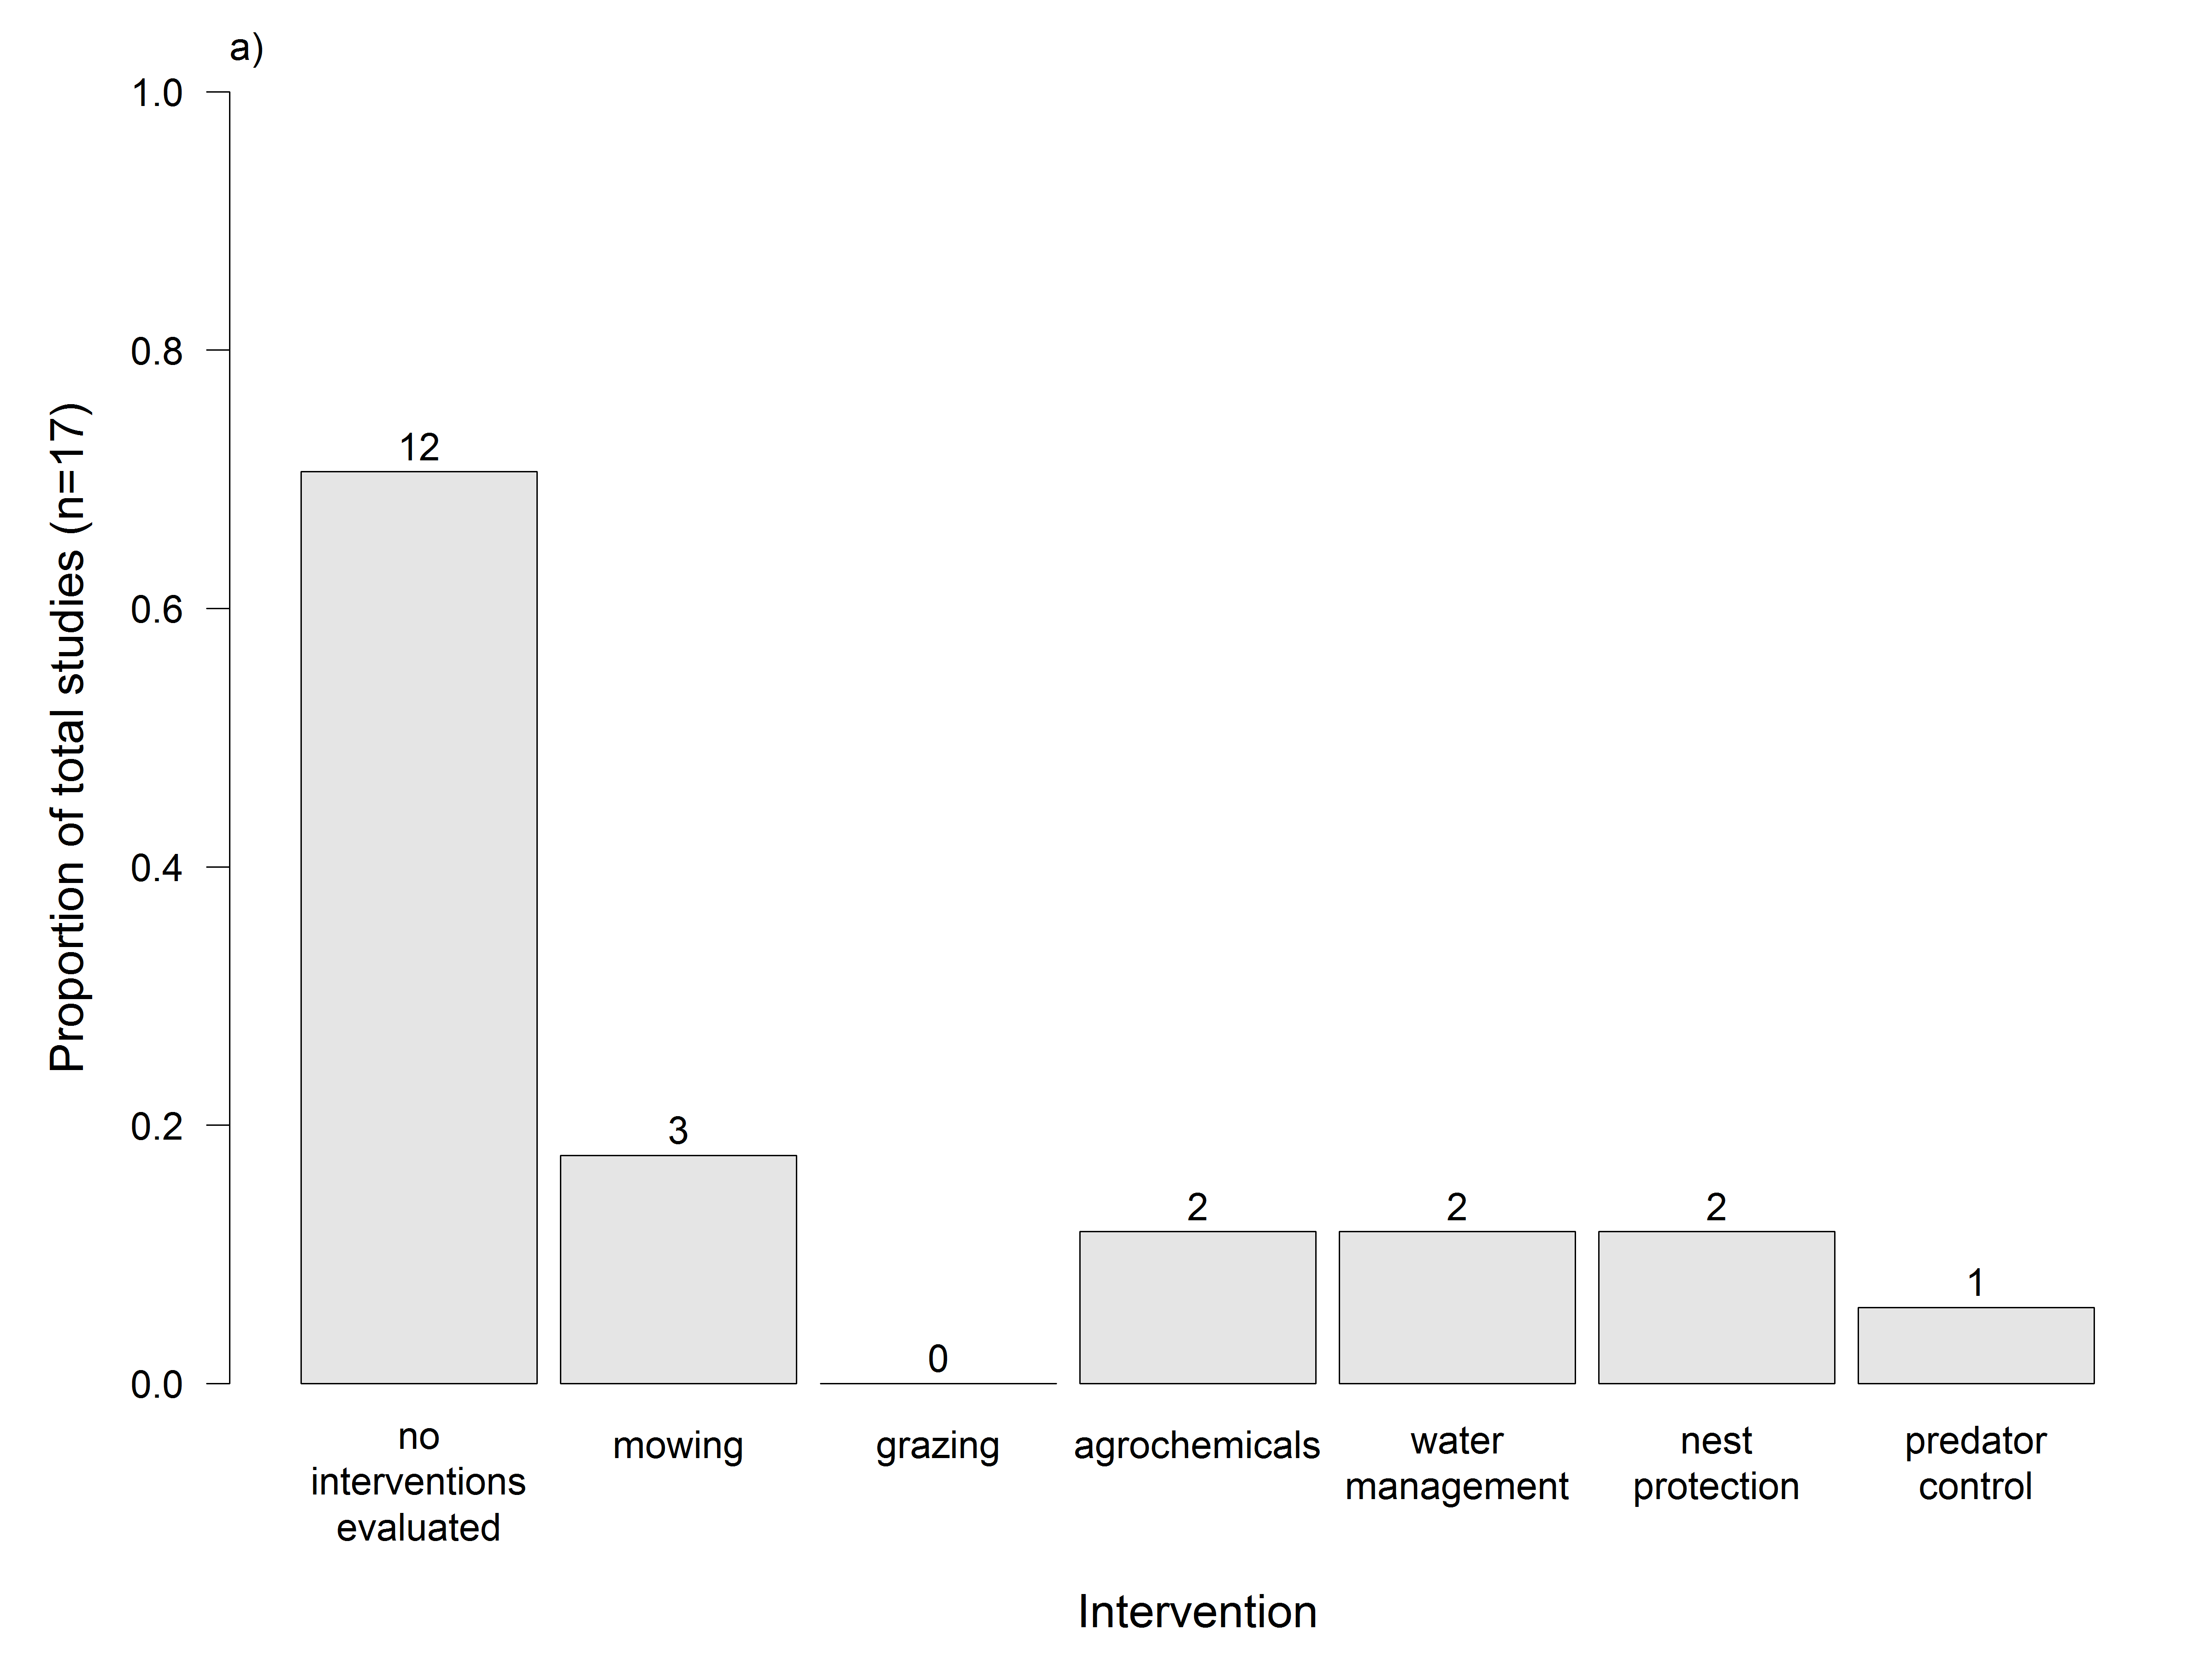 a)
Proportion of total studies (n=17)
1.0
0.8
0.6
0.4
0.2
0.0
12
3
0
2
2
2
1
no
interventions
evaluated
mowing
grazing
agrochemicals
water
management
nest
protection
predator
control
Intervention